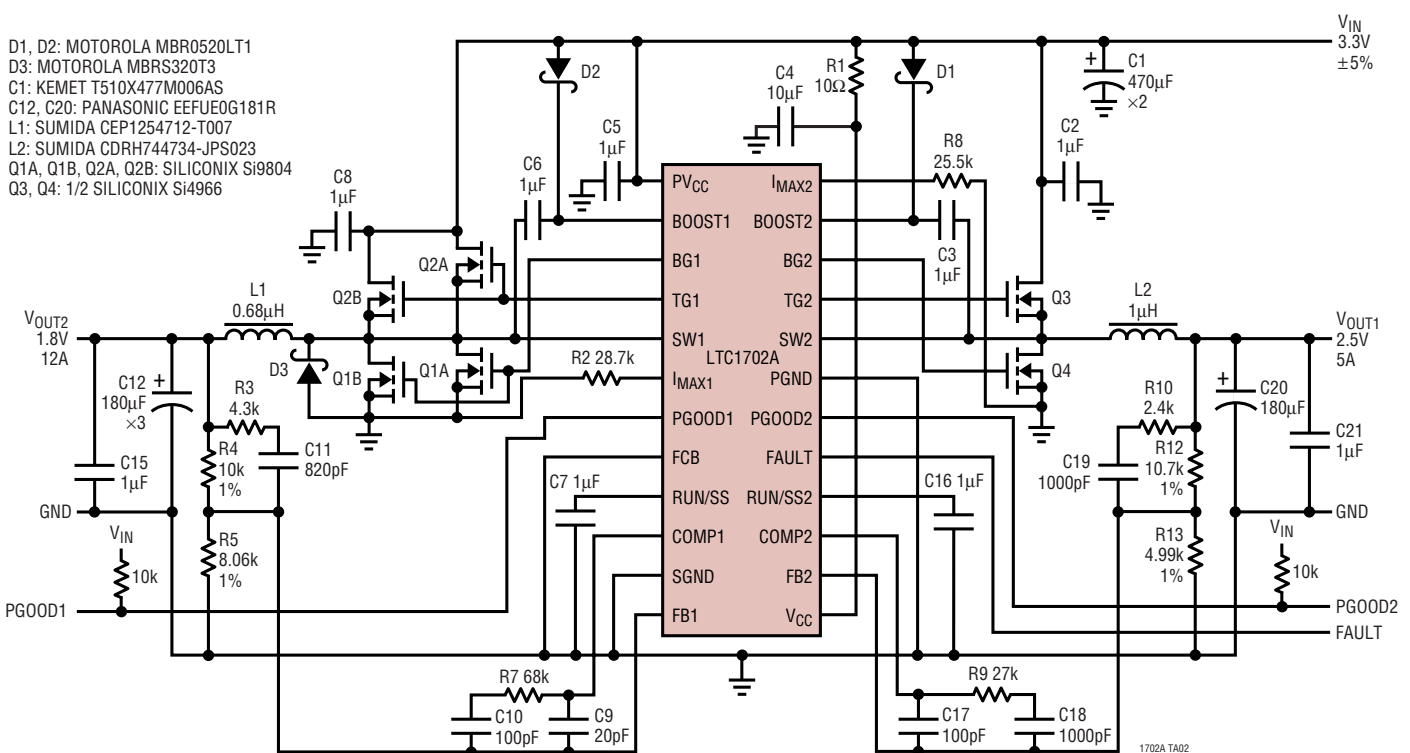 D1, D2: MOTOROLA MBR0520LT1
D3: MOTOROLA MBRS320T3
C1: KEMET T510X477M006AS
C12, C20: PANASONIC EEFUE0G181R
L1: SUMIDA CEP1254712-T007
L2: SUMIDA CDRH744734-JPS023
Q1A, Q1B, Q2A, Q2B: SILICONIX Si9804
Q3, Q4: 1/2 SILICONIX Si4966
VIN
3.3V
±5%
D2
R1
10Ω
D1
C4
10µF
C1
470µF
×2
+
C5
1µF
C6
1µF
C8
1µF
R8
25.5k
C2
1µF
C3
1µF
PVCC
BOOST1
BG1
TG1
SW1
IMAX1
PGOOD1
FCB
RUN/SS
COMP1
SGND
FB1
LTC1702A
IMAX2
BOOST2
BG2
TG2
SW2
PGND
PGOOD2
FAULT
RUN/SS2
COMP2
FB2
VCC
Q2A
Q2B
Q1B
Q1A
Q3
Q4
L1
0.68µH
L2
1µH
VOUT2
1.8V
12A
VOUT1
2.5V
5A
D3
R2 28.7k
C12
180µF
×3
+
R3
4.3k
R4
10k
1%
C11
820pF
C15
1µF
GND
VIN
10k
R5
8.06k
1%
PGOOD1
C7 1µF
C16 1µF
R10
2.4k
R12
10.7k
1%
C19
1000pF
+
C20
180µF
C21
1µF
GND
VIN
R13
4.99k
1%
10k
PGOOD2
FAULT
R7 68k
C10
100pF
C9
20pF
R9 27k
C17
100pF
C18
1000pF
1702A TA02